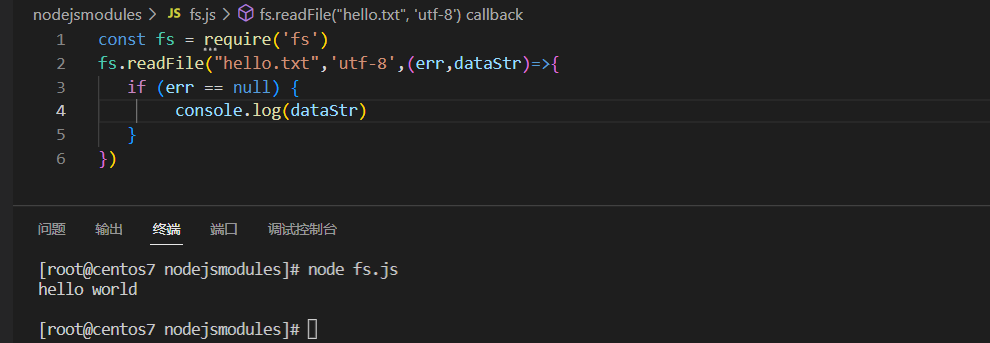 nodejsmodules > JS fs.js > fs.readFile("hello.txt", 'utf-8') callback
1 const fs = require('fs')
2 fs.readFile("hello.txt",'utf-8',(err,dataStr)=>{
3 if (err == null) {
4 console.log(dataStr)
5 }
6 })
问题 输出 终端 端口 调试控制台
[root@centos7 nodejsmodules]# node fs.js
hello world
[root@centos7 nodejsmodules]#